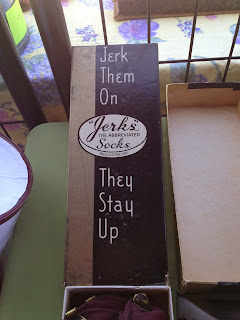 Jerk
Them
On
"Jerks"
THE ABBREVIATED
Socks
They
Stay
Up